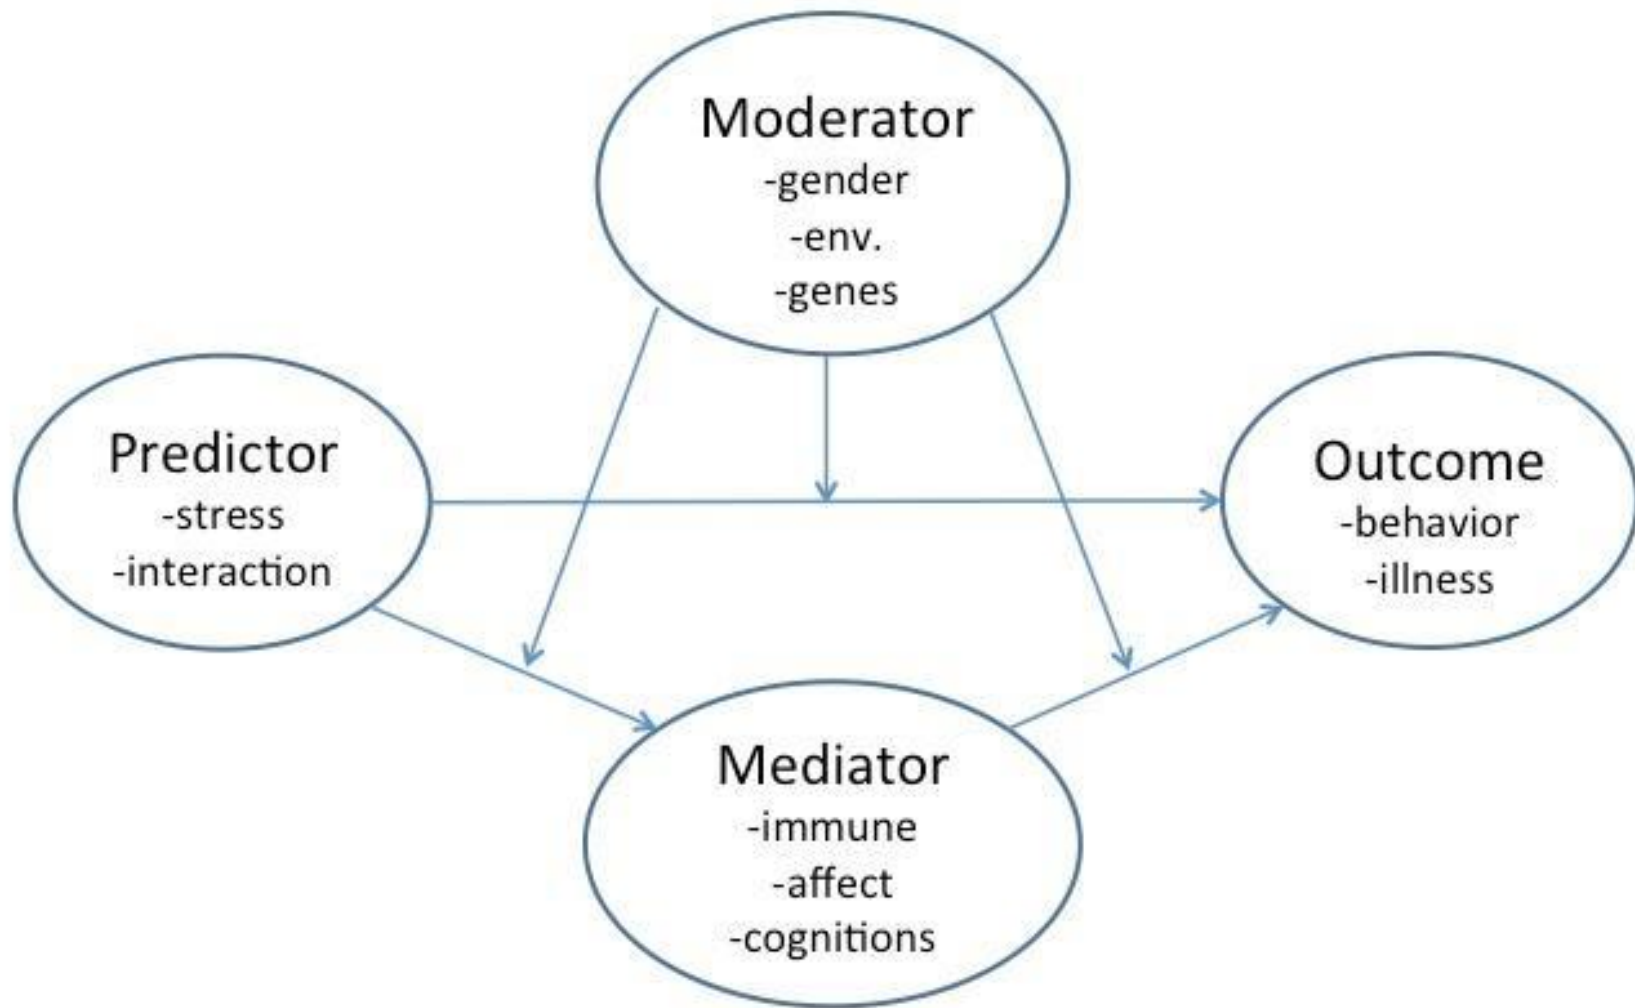 Moderator
-gender
-env.
-genes
Predictor
-stress
-interaction
Outcome
-behavior
-illness
Mediator
-immune
-affect
-cognitions